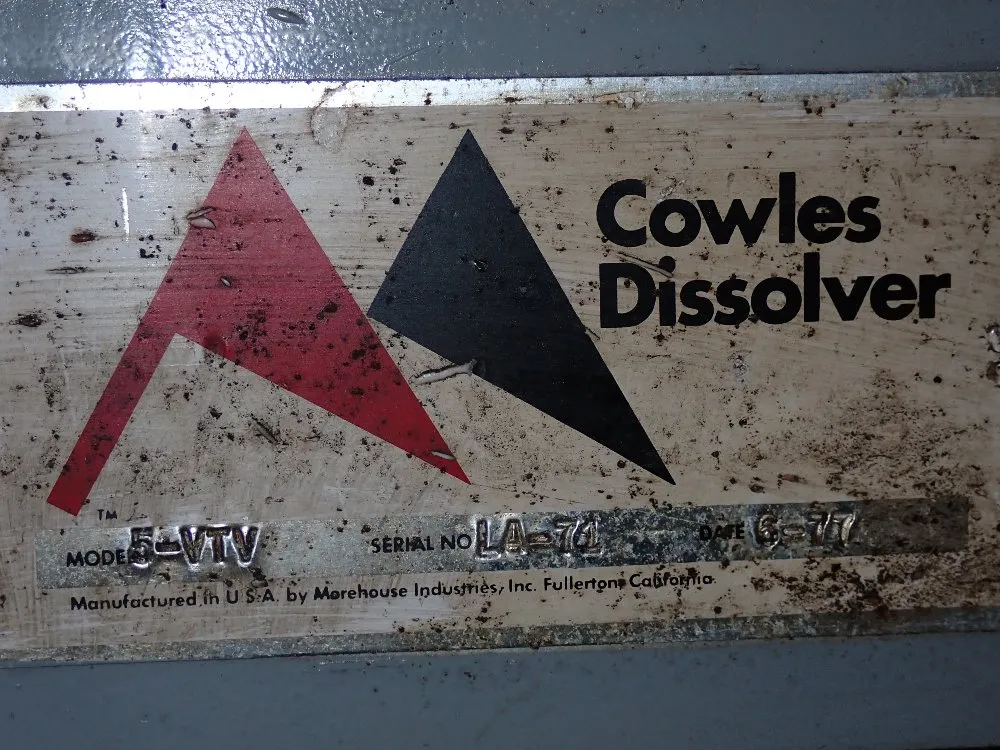 Cowles
Dissolver
TM
MODEL 5-VTV SERIAL NO LA-71 DATE 6-77
Manufactured in U.S.A. by Morehouse Industries, Inc. Fullerton, California